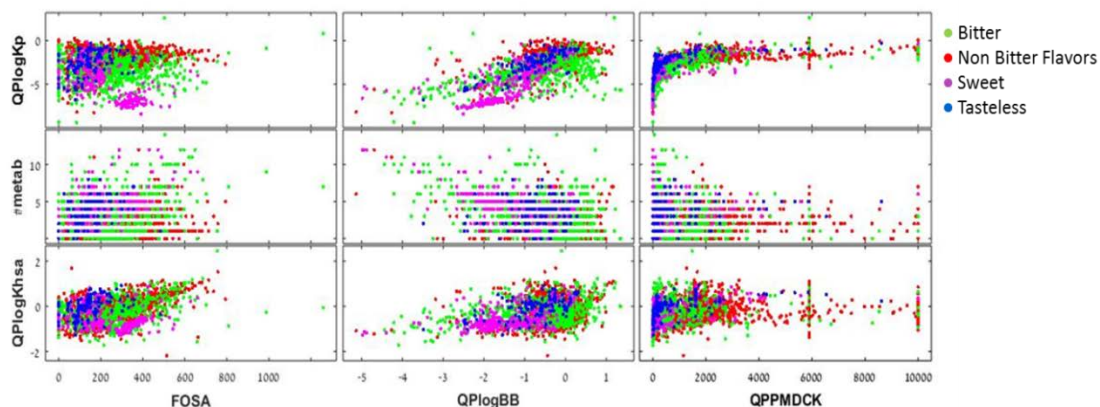 QPlogKp
0
-5
Bitter
Non Bitter Flavors
Sweet
Tasteless
#metab
10
5
0
QPlogKhsa
2
0
-2
0 200 400 600 800 1000
-5 -4 -3 -2 -1 0 1
0 2000 4000 6000 8000 10000
FOSA QPlogBB QPPMDCK